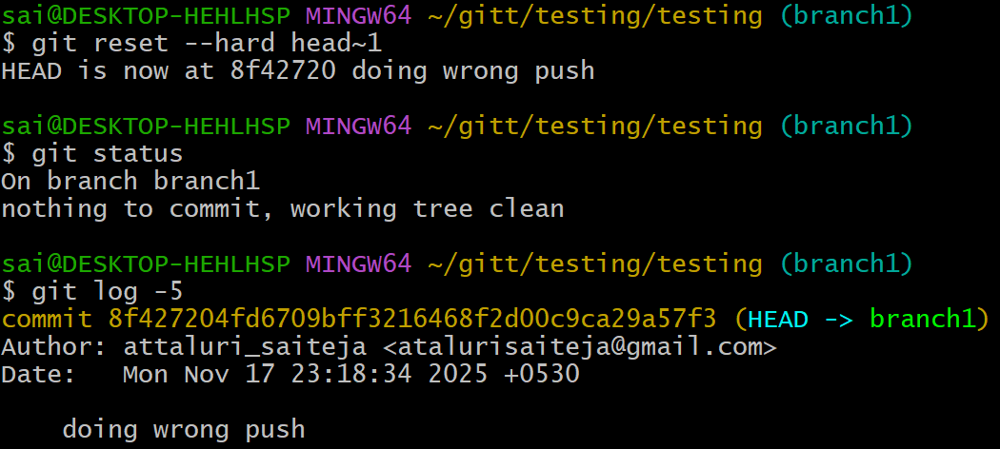 sai@DESKTOP-HEHLHSP MINGW64 ~/gitt/testing/testing (branch1)
$ git reset --hard head~1
HEAD is now at 8f42720 doing wrong push
sai@DESKTOP-HEHLHSP MINGW64 ~/gitt/testing/testing (branch1)
$ git status
On branch branch1
nothing to commit, working tree clean
sai@DESKTOP-HEHLHSP MINGW64 ~/gitt/testing/testing (branch1)
$ git log -5
commit 8f427204fd6709bff3216468f2d00c9ca29a57f3 (HEAD -> branch1)
Author: attaluri_saiteja <atalurisaiteja@gmail.com>
Date:   Mon Nov 17 23:18:34 2025 +0530
    doing wrong push